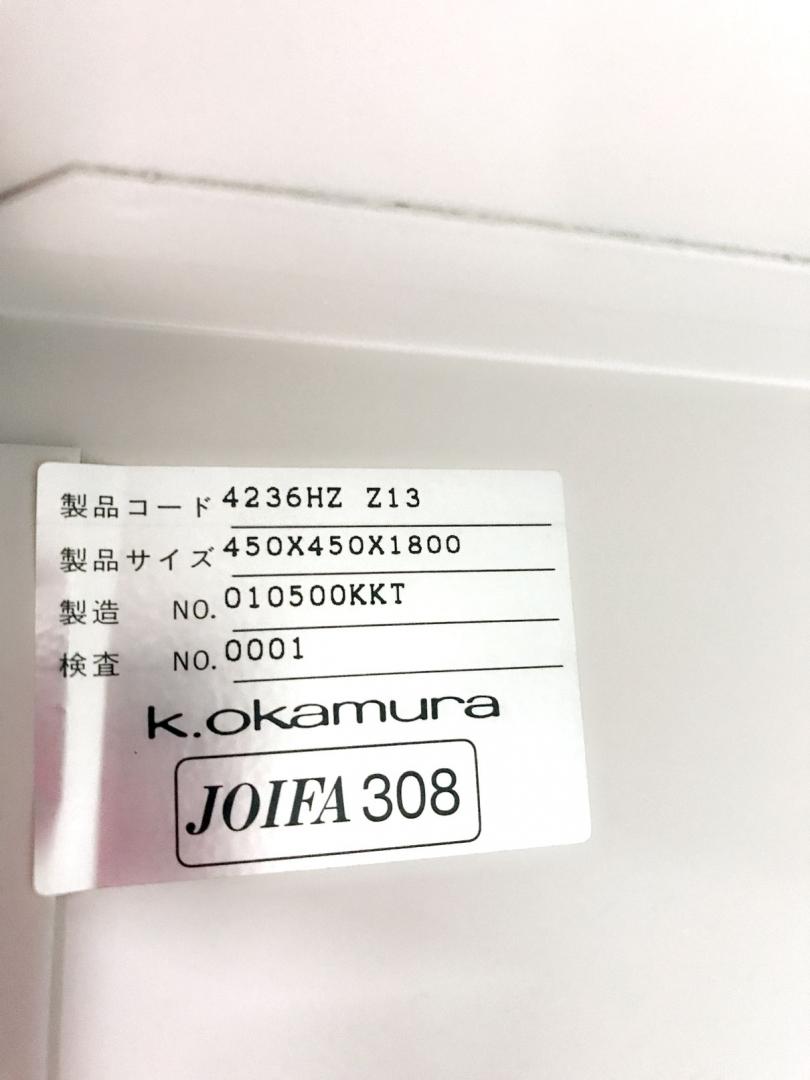 製品コード 4236HZ Z13
製品サイズ 450X450X1800
製造 NO. 010500KKT
検査 NO. 0001
k.okamura
JOIFA 308